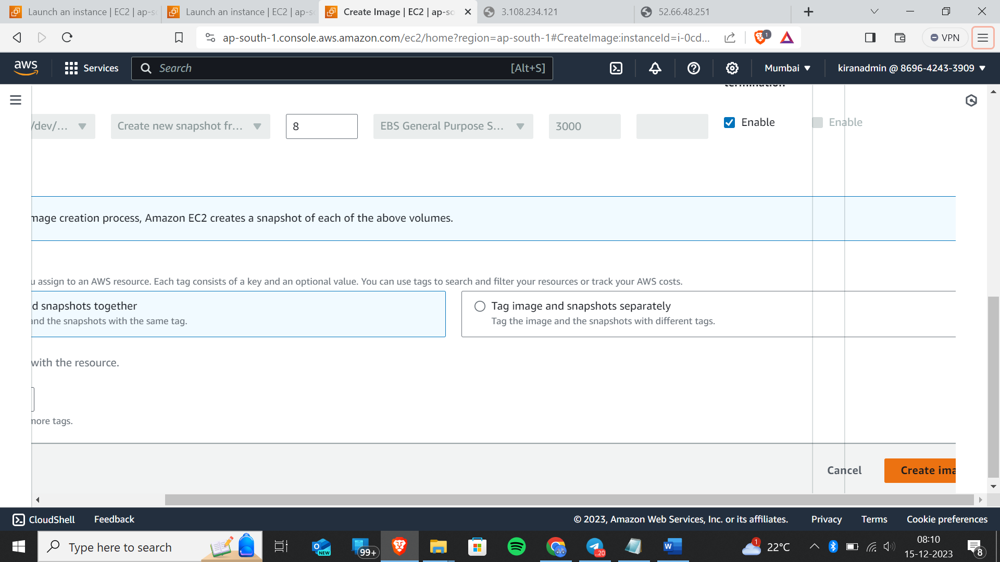 Launch an instance | EC2 | ap-s
Launch an instance | EC2 | ap-s
Create Image | EC2 | ap-so
3.108.234.121
52.66.48.251
ap-south-1.console.aws.amazon.com/ec2/home?region=ap-south-1#CreateImage:instanceId=i-0cd...
1
VPN
aws
Services
Search
[Alt+S]
Mumbai
kiranadmin @ 8696-4243-3909
termination
/dev/...
Create new snapshot fr...
8
EBS General Purpose S...
3000
Enable
Enable
mage creation process, Amazon EC2 creates a snapshot of each of the above volumes.
u assign to an AWS resource. Each tag consists of a key and an optional value. You can use tags to search and filter your resources or track your AWS costs.
d snapshots together
and the snapshots with the same tag.
Tag image and snapshots separately
Tag the image and the snapshots with different tags.
with the resource.
more tags.
Cancel
Create ima
CloudShell
Feedback
© 2023, Amazon Web Services, Inc. or its affiliates.
Privacy
Terms
Cookie preferences
Type here to search
NEW
99+
..20
W
1
22°C
08:10
15-12-2023
8